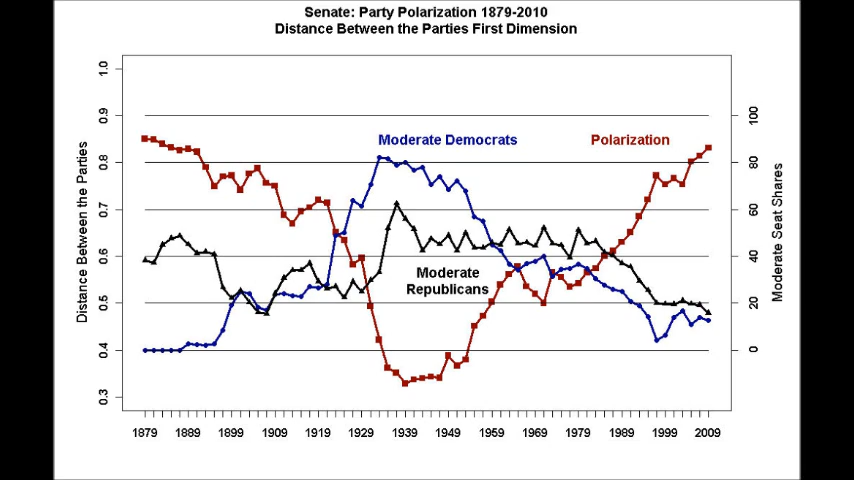 Senate: Party Polarization 1879-2010
Distance Between the Parties First Dimension
Distance Between the Parties
1.0
0.9
0.8
0.7
0.6
0.5
0.4
0.3
Moderate Democrats
Polarization
Moderate
Republicans
100
80
60
40
20
0
Moderate Seat Shares
1879 1889 1899 1909 1919 1929 1939 1949 1959 1969 1979 1989 1999 2009